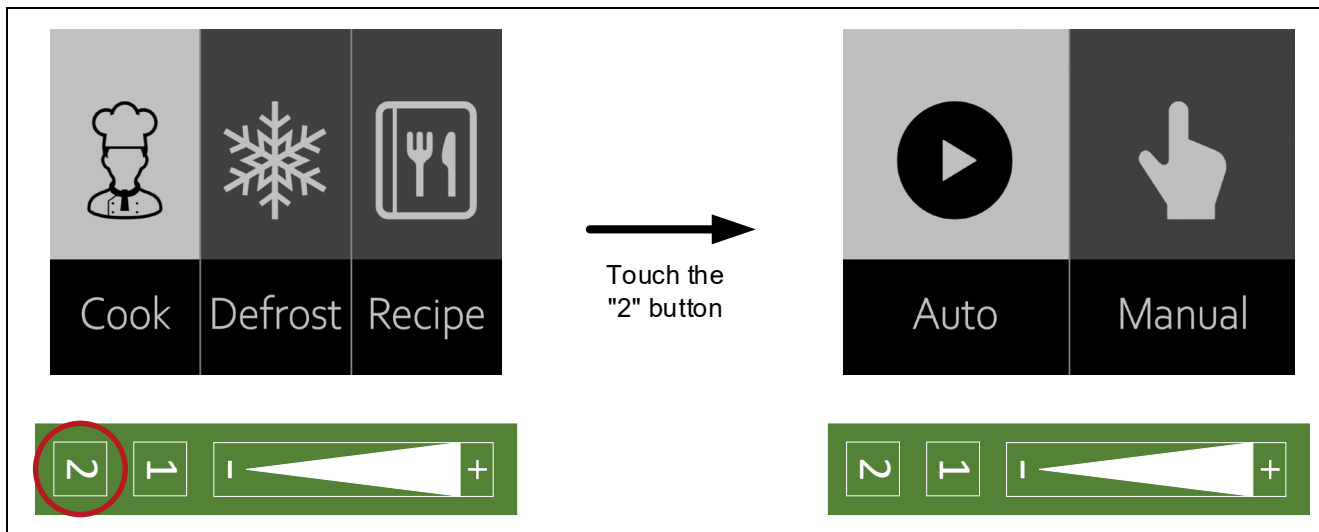 Cook Defrost Recipe
Touch the
"2" button
Auto Manual
2 1 - +
2 1 - +